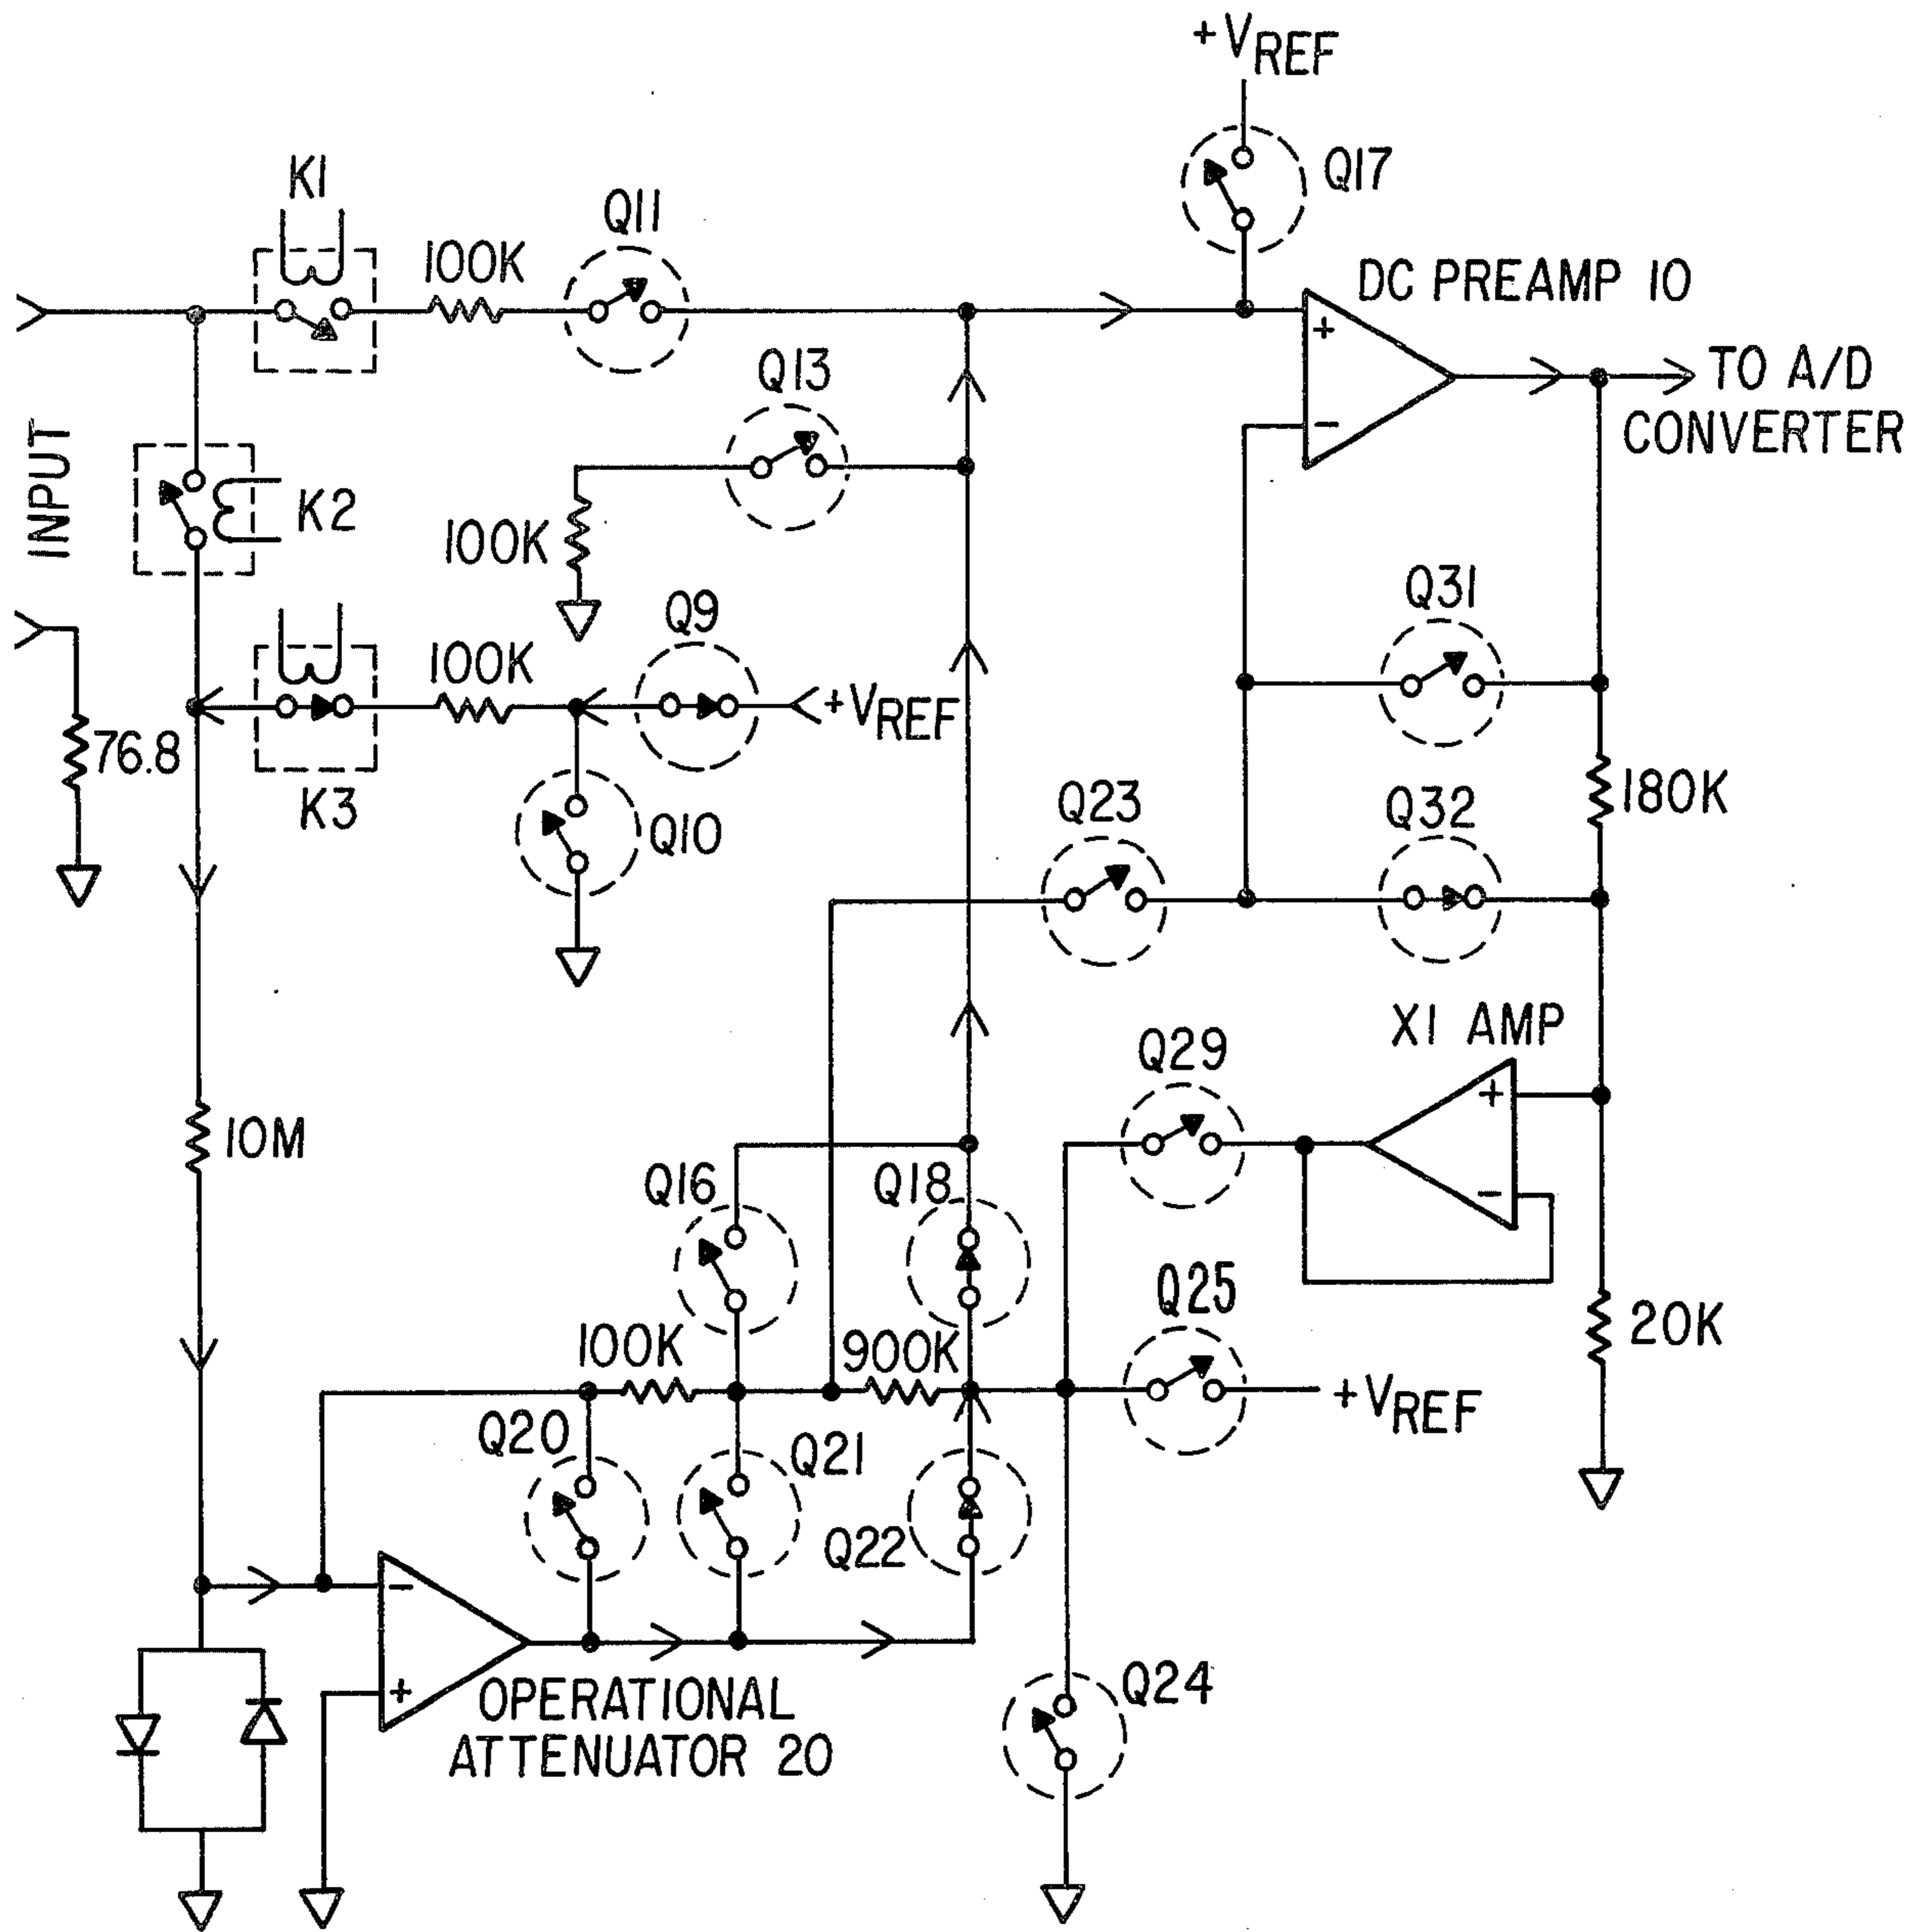 +VREF
K1
Q11
Q17
100K
DC PREAMP 10
+
Q13
TO A/D
CONVERTER
-
INPUT
K2
100K
Q31
Q9
100K
+VREF
76.8
K3
Q10
Q23
Q32
180K
X1 AMP
Q29
+
10M
Q16
Q18
-
Q25
100K
900K
20K
+VREF
Q20
Q21
Q22
-
+
Q24
OPERATIONAL
ATTENUATOR 20